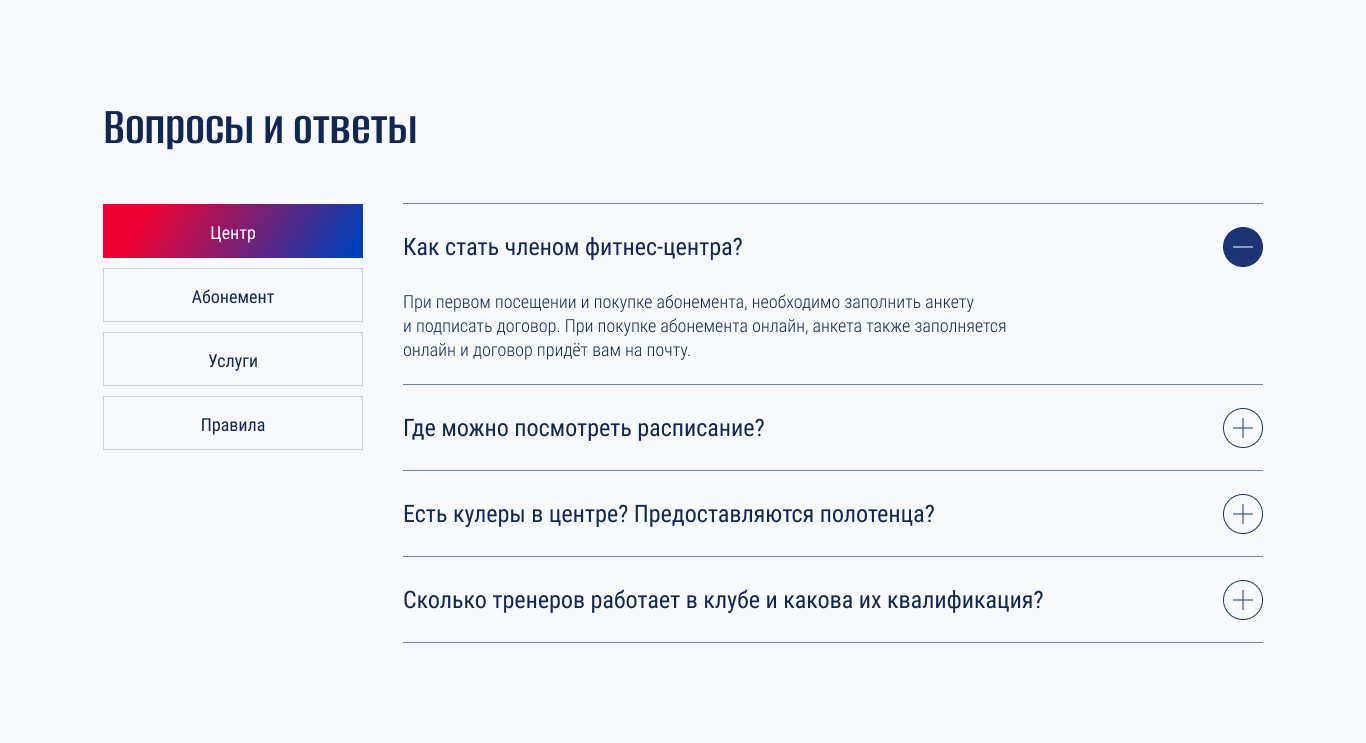 Вопросы и ответы
Центр
Абонемент
Услуги
Правила
Как стать членом фитнес-центра?
При первом посещении и покупке абонемента, необходимо заполнить анкету
и подписать договор. При покупке абонемента онлайн, анкета также заполняется
онлайн и договор придёт вам на почту.
Где можно посмотреть расписание?
Есть кулеры в центре? Предоставляются полотенца?
Сколько тренеров работает в клубе и какова их квалификация?